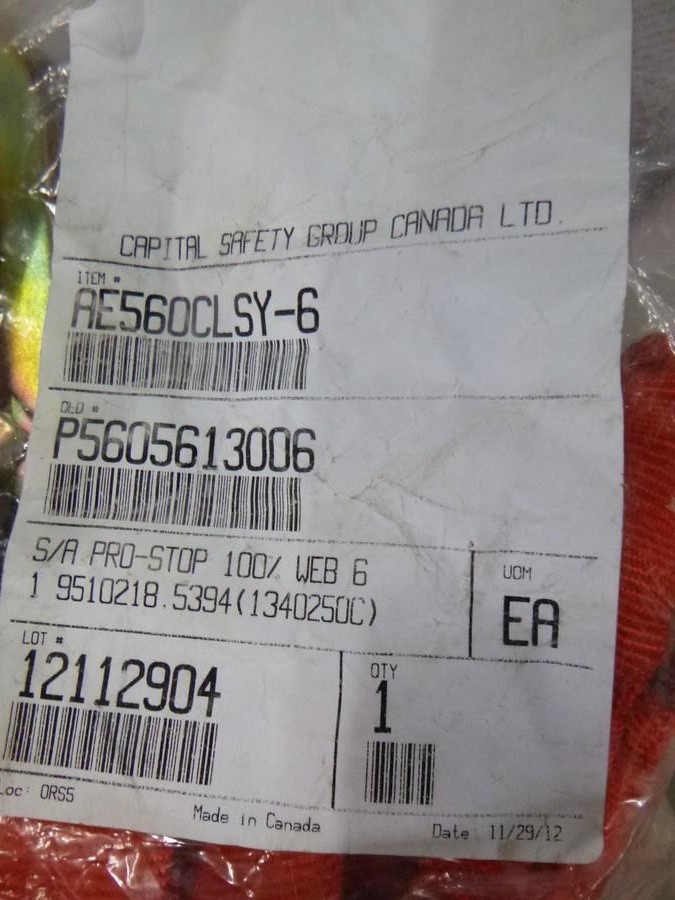 CAPITAL SAFETY GROUP CANADA LTD.
ITEM #
AE560CLSY-6
OLD #
P5605613006
S/A PRO-STOP 100% WEB 6
1 9510218.5394(1340250C)
UOM
EA
LOT #
12112904
QTY
1
Loc: ORS5
Made in Canada
Date: 11/29/12